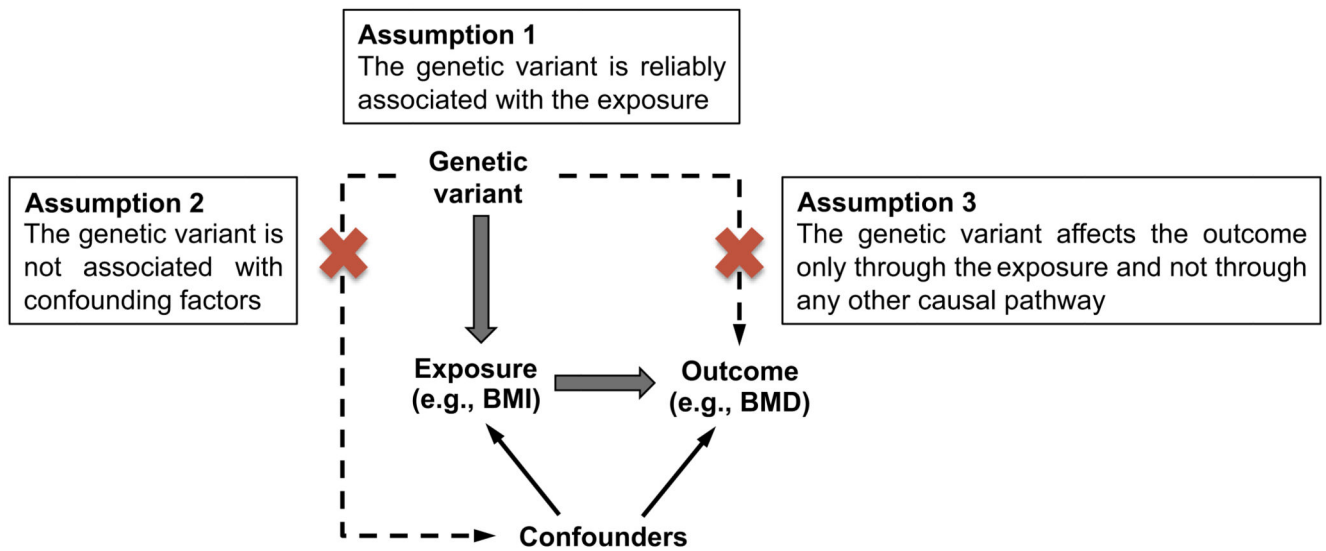 Assumption 1
The genetic variant is reliably
associated with the exposure
Genetic
variant
Assumption 2
The genetic variant is
not associated with
confounding factors
Assumption 3
The genetic variant affects the outcome
only through the exposure and not through
any other causal pathway
Exposure
(e.g., BMI)
Outcome
(e.g., BMD)
Confounders